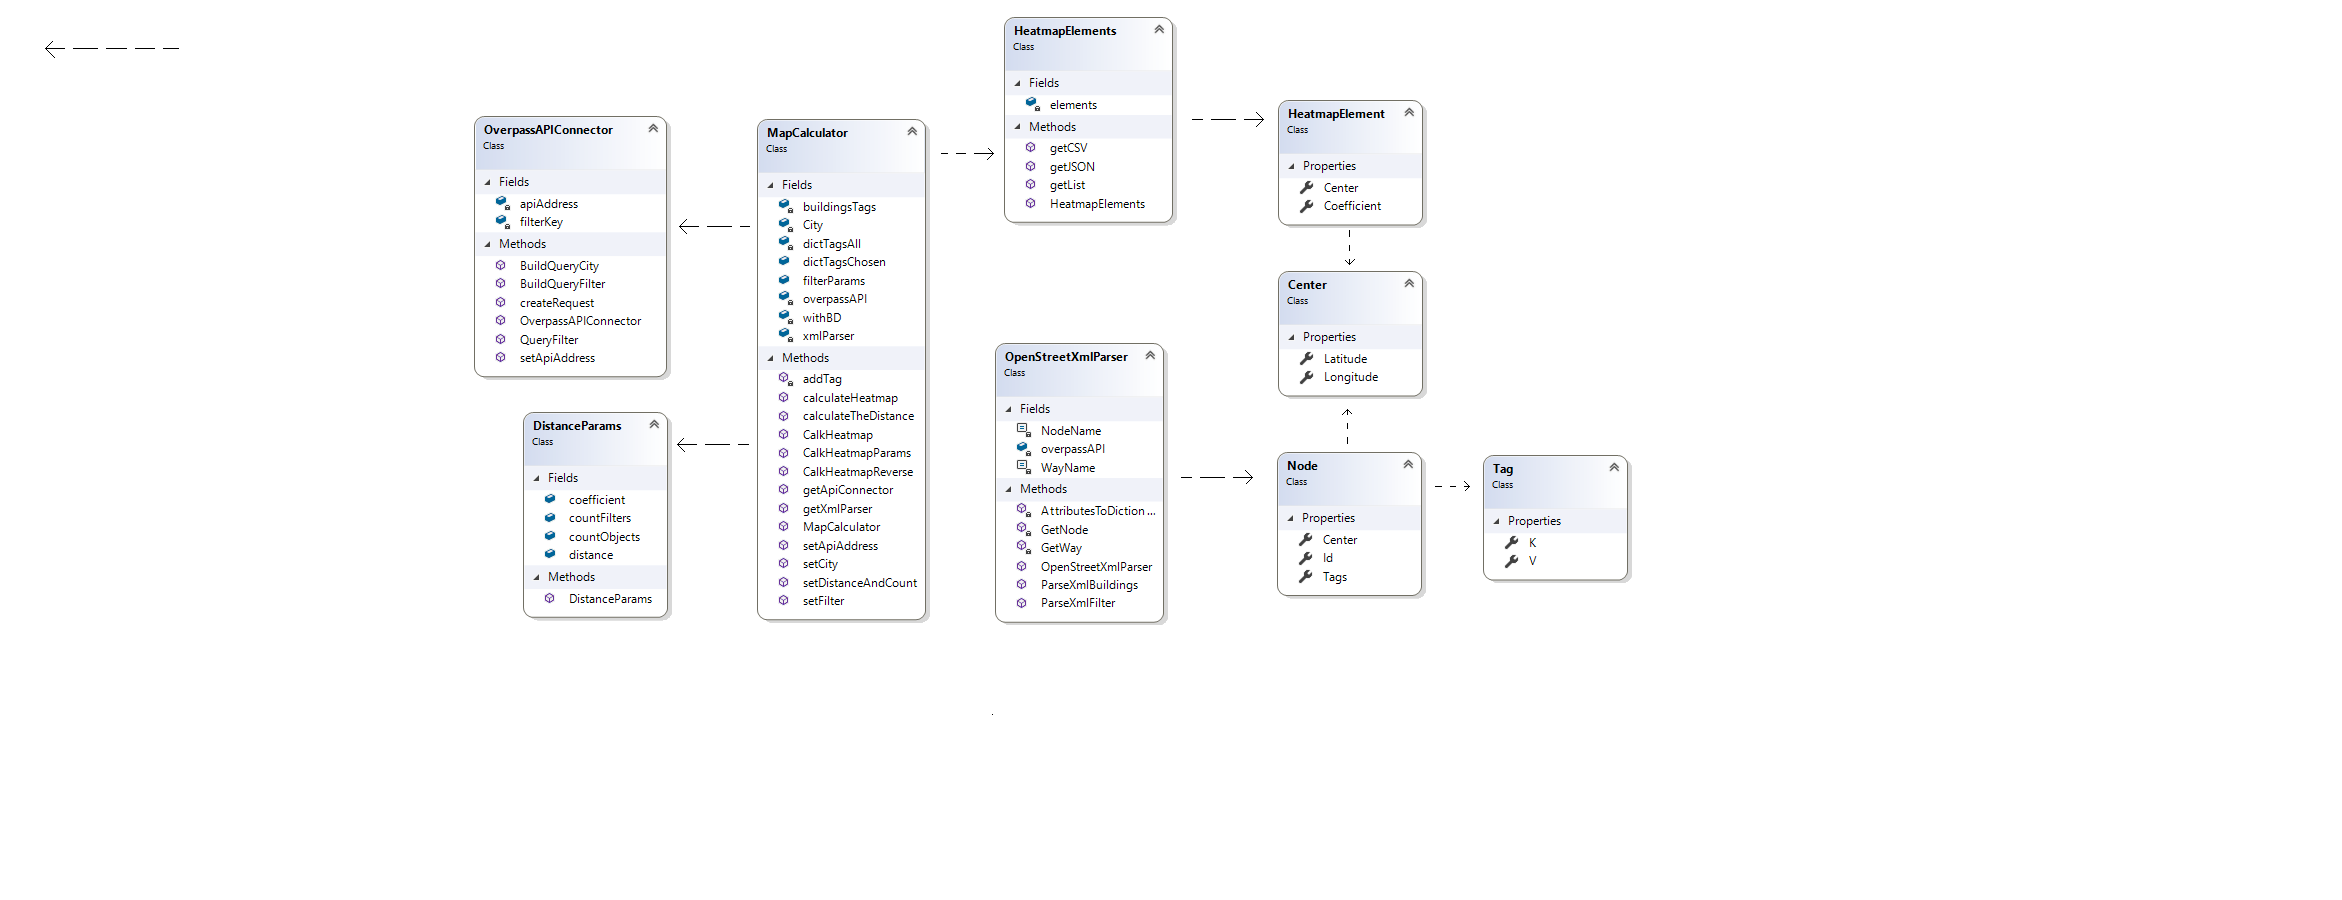 OverpassAPIConnector
Class
Fields
apiAddress
filterKey
Methods
BuildQueryCity
BuildQueryFilter
createRequest
OverpassAPIConnector
QueryFilter
setApiAddress
DistanceParams
Class
Fields
coefficient
countFilters
countObjects
distance
Methods
DistanceParams
MapCalculator
Class
Fields
buildingsTags
City
dictTagsAll
dictTagsChosen
filterParams
overpassAPI
withBD
xmlParser
Methods
addTag
calculateHeatmap
calculateTheDistance
CalkHeatmap
CalkHeatmapParams
CalkHeatmapReverse
getApiConnector
getXmlParser
MapCalculator
setApiAddress
setCity
setDistanceAndCount
setFilter
HeatmapElements
Class
Fields
elements
Methods
getCSV
getJSON
getList
HeatmapElements
OpenStreetXmlParser
Class
Fields
NodeName
overpassAPI
WayName
Methods
AttributesToDiction ...
GetNode
GetWay
OpenStreetXmlParser
ParseXmlBuildings
ParseXmlFilter
HeatmapElement
Class
Properties
Center
Coefficient
Center
Class
Properties
Latitude
Longitude
Node
Class
Properties
Center
Id
Tags
Tag
Class
Properties
K
V